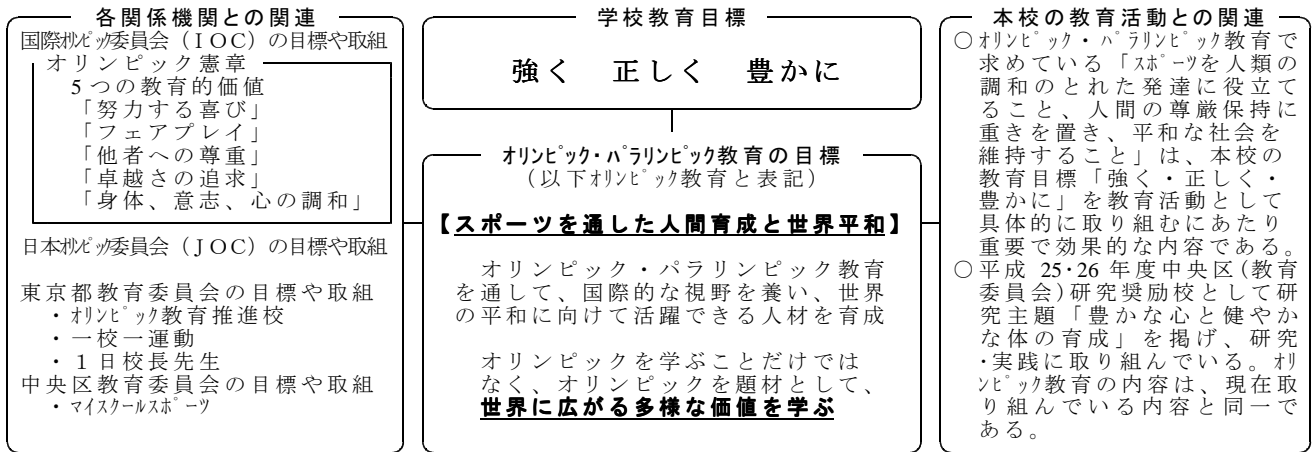 各関係機関との関連
国際ｵﾘﾝﾋﾟｯｸ委員会（ＩＯＣ）の目標や取組
オリンピック憲章
５つの教育的価値
「努力する喜び」
「フェアプレイ」
「他者への尊重」
「卓越さの追求」
「身体、意志、心の調和」
日本ｵﾘﾝﾋﾟｯｸ委員会（ＪＯＣ）の目標や取組
東京都教育委員会の目標や取組
・ｵﾘﾝﾋﾟｯｸ教育推進校
・一校一運動
・１日校長先生
中央区教育委員会の目標や取組
・ﾏｲｽｸｰﾙｽﾎﾟｰﾂ
学校教育目標
強く　正しく　豊かに
ｵﾘﾝﾋﾟｯｸ・ﾊﾟﾗﾘﾝﾋﾟｯｸ教育の目標
（以下ｵﾘﾝﾋﾟｯｸ教育と表記）
【スポーツを通した人間育成と世界平和】
オリンピック・パラリンピック教育
を通して、国際的な視野を養い、世界
の平和に向けて活躍できる人材を育成
オリンピックを学ぶことだけでは
なく、オリンピックを題材として、
世界に広がる多様な価値を学ぶ
本校の教育活動との関連
○ｵﾘﾝﾋﾟｯｸ・ﾊﾟﾗﾘﾝﾋﾟｯｸ教育で
求めている「ｽﾎﾟｰﾂを人類の
調和のとれた発達に役立て
ること、人間の尊厳保持に
重きを置き、平和な社会を
維持すること」は、本校の
教育目標「強く・正しく・
豊かに」を教育活動として
具体的に取り組むにあたり
重要で効果的な内容である。
○平成 25･26 年度中央区(教育
委員会)研究奨励校として研
究主題「豊かな心と健やか
な体の育成」を掲げ、研究
･実践に取り組んでいる。ｵﾘ
ﾝﾋﾟｯｸ教育の内容は、現在取
り組んでいる内容と同一で
ある。